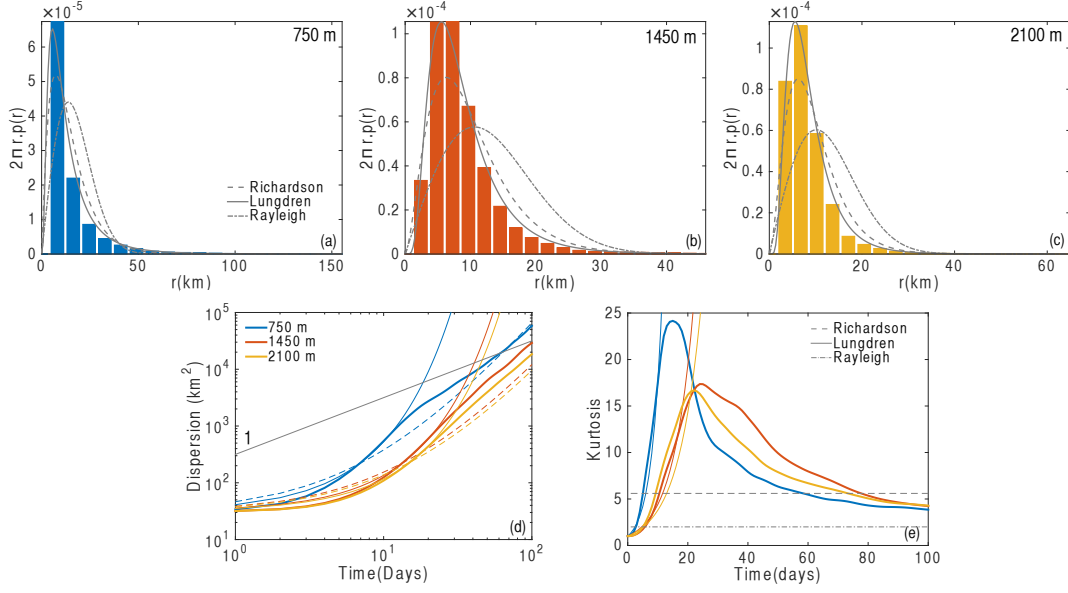 ×10⁻⁵
750 m
6
5
4
3
2
1
0
2π r.p(r)
Richardson
Lungdren
Rayleigh
(a)
0 50 100 150
r(km)
×10⁻⁴
1450 m
1
0.8
0.6
0.4
0.2
0
2π r.p(r)
(b)
0 10 20 30 40
r(km)
×10⁻⁴
2100 m
1
0.8
0.6
0.4
0.2
0
2π r.p(r)
(c)
0 20 40 60
r(km)
10⁵
10⁴
10³
10²
10¹
Dispersion (km²)
750 m
1450 m
2100 m
1
(d)
10⁰ 10¹ 10²
Time(Days)
25
20
15
10
5
0
Kurtosis
Richardson
Lungdren
Rayleigh
(e)
0 20 40 60 80 100
Time(days)